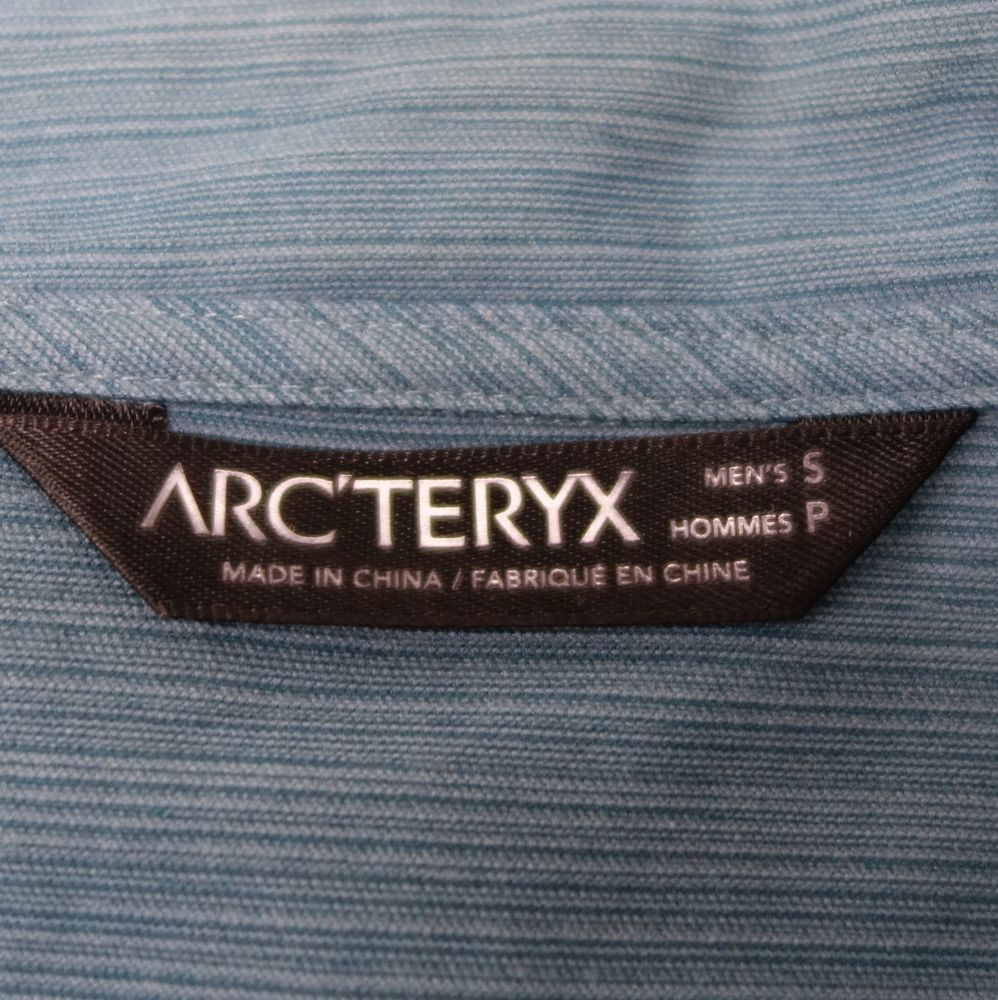 ARC'TERYX
MEN'S S
HOMMES P
MADE IN CHINA / FABRIQUÉ EN CHINE